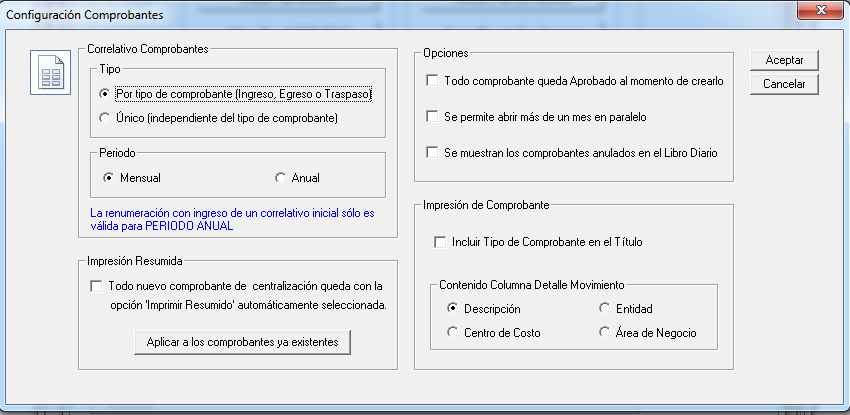 Configuración Comprobantes
Correlativo Comprobantes
Tipo
Por tipo de comprobante (Ingreso, Egreso o Traspaso)
Único (independiente del tipo de comprobante)
Periodo
Mensual
Anual
La renumeración con ingreso de un correlativo inicial sólo es
válida para PERIODO ANUAL
Impresión Resumida
Todo nuevo comprobante de centralización queda con la
opción 'Imprimir Resumido' automáticamente seleccionada.
Aplicar a los comprobantes ya existentes
Opciones
Todo comprobante queda Aprobado al momento de crearlo
Se permite abrir más de un mes en paralelo
Se muestran los comprobantes anulados en el Libro Diario
Impresión de Comprobante
Incluir Tipo de Comprobante en el Título
Contenido Columna Detalle Movimiento
Descripción
Entidad
Centro de Costo
Área de Negocio
Aceptar
Cancelar